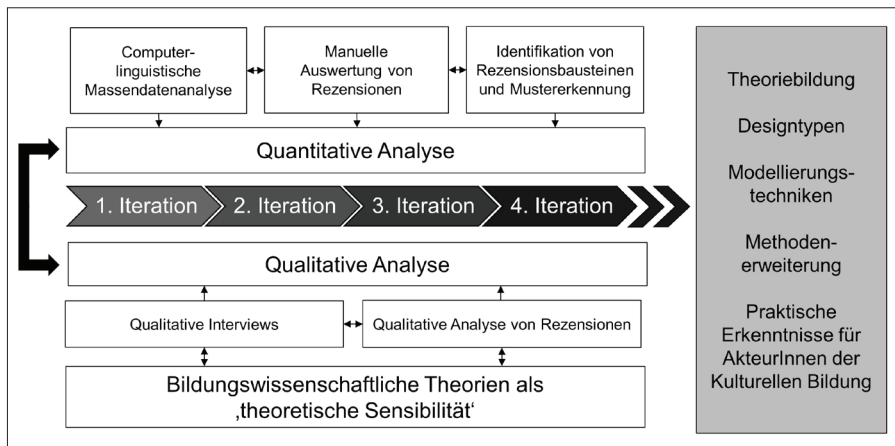 Computer-
linguistische
Massendatenanalyse
Manuelle
Auswertung von
Rezensionen
Identifikation von
Rezensionsbausteinen
und Mustererkennung
Quantitative Analyse
1. Iteration
2. Iteration
3. Iteration
4. Iteration
Qualitative Analyse
Qualitative Interviews
Qualitative Analyse von Rezensionen
Bildungswissenschaftliche Theorien als
‚theoretische Sensibilität‘
Theoriebildung
Designtypen
Modellierungs-
techniken
Methoden-
erweiterung
Praktische
Erkenntnisse für
AkteurInnen der
Kulturellen Bildung